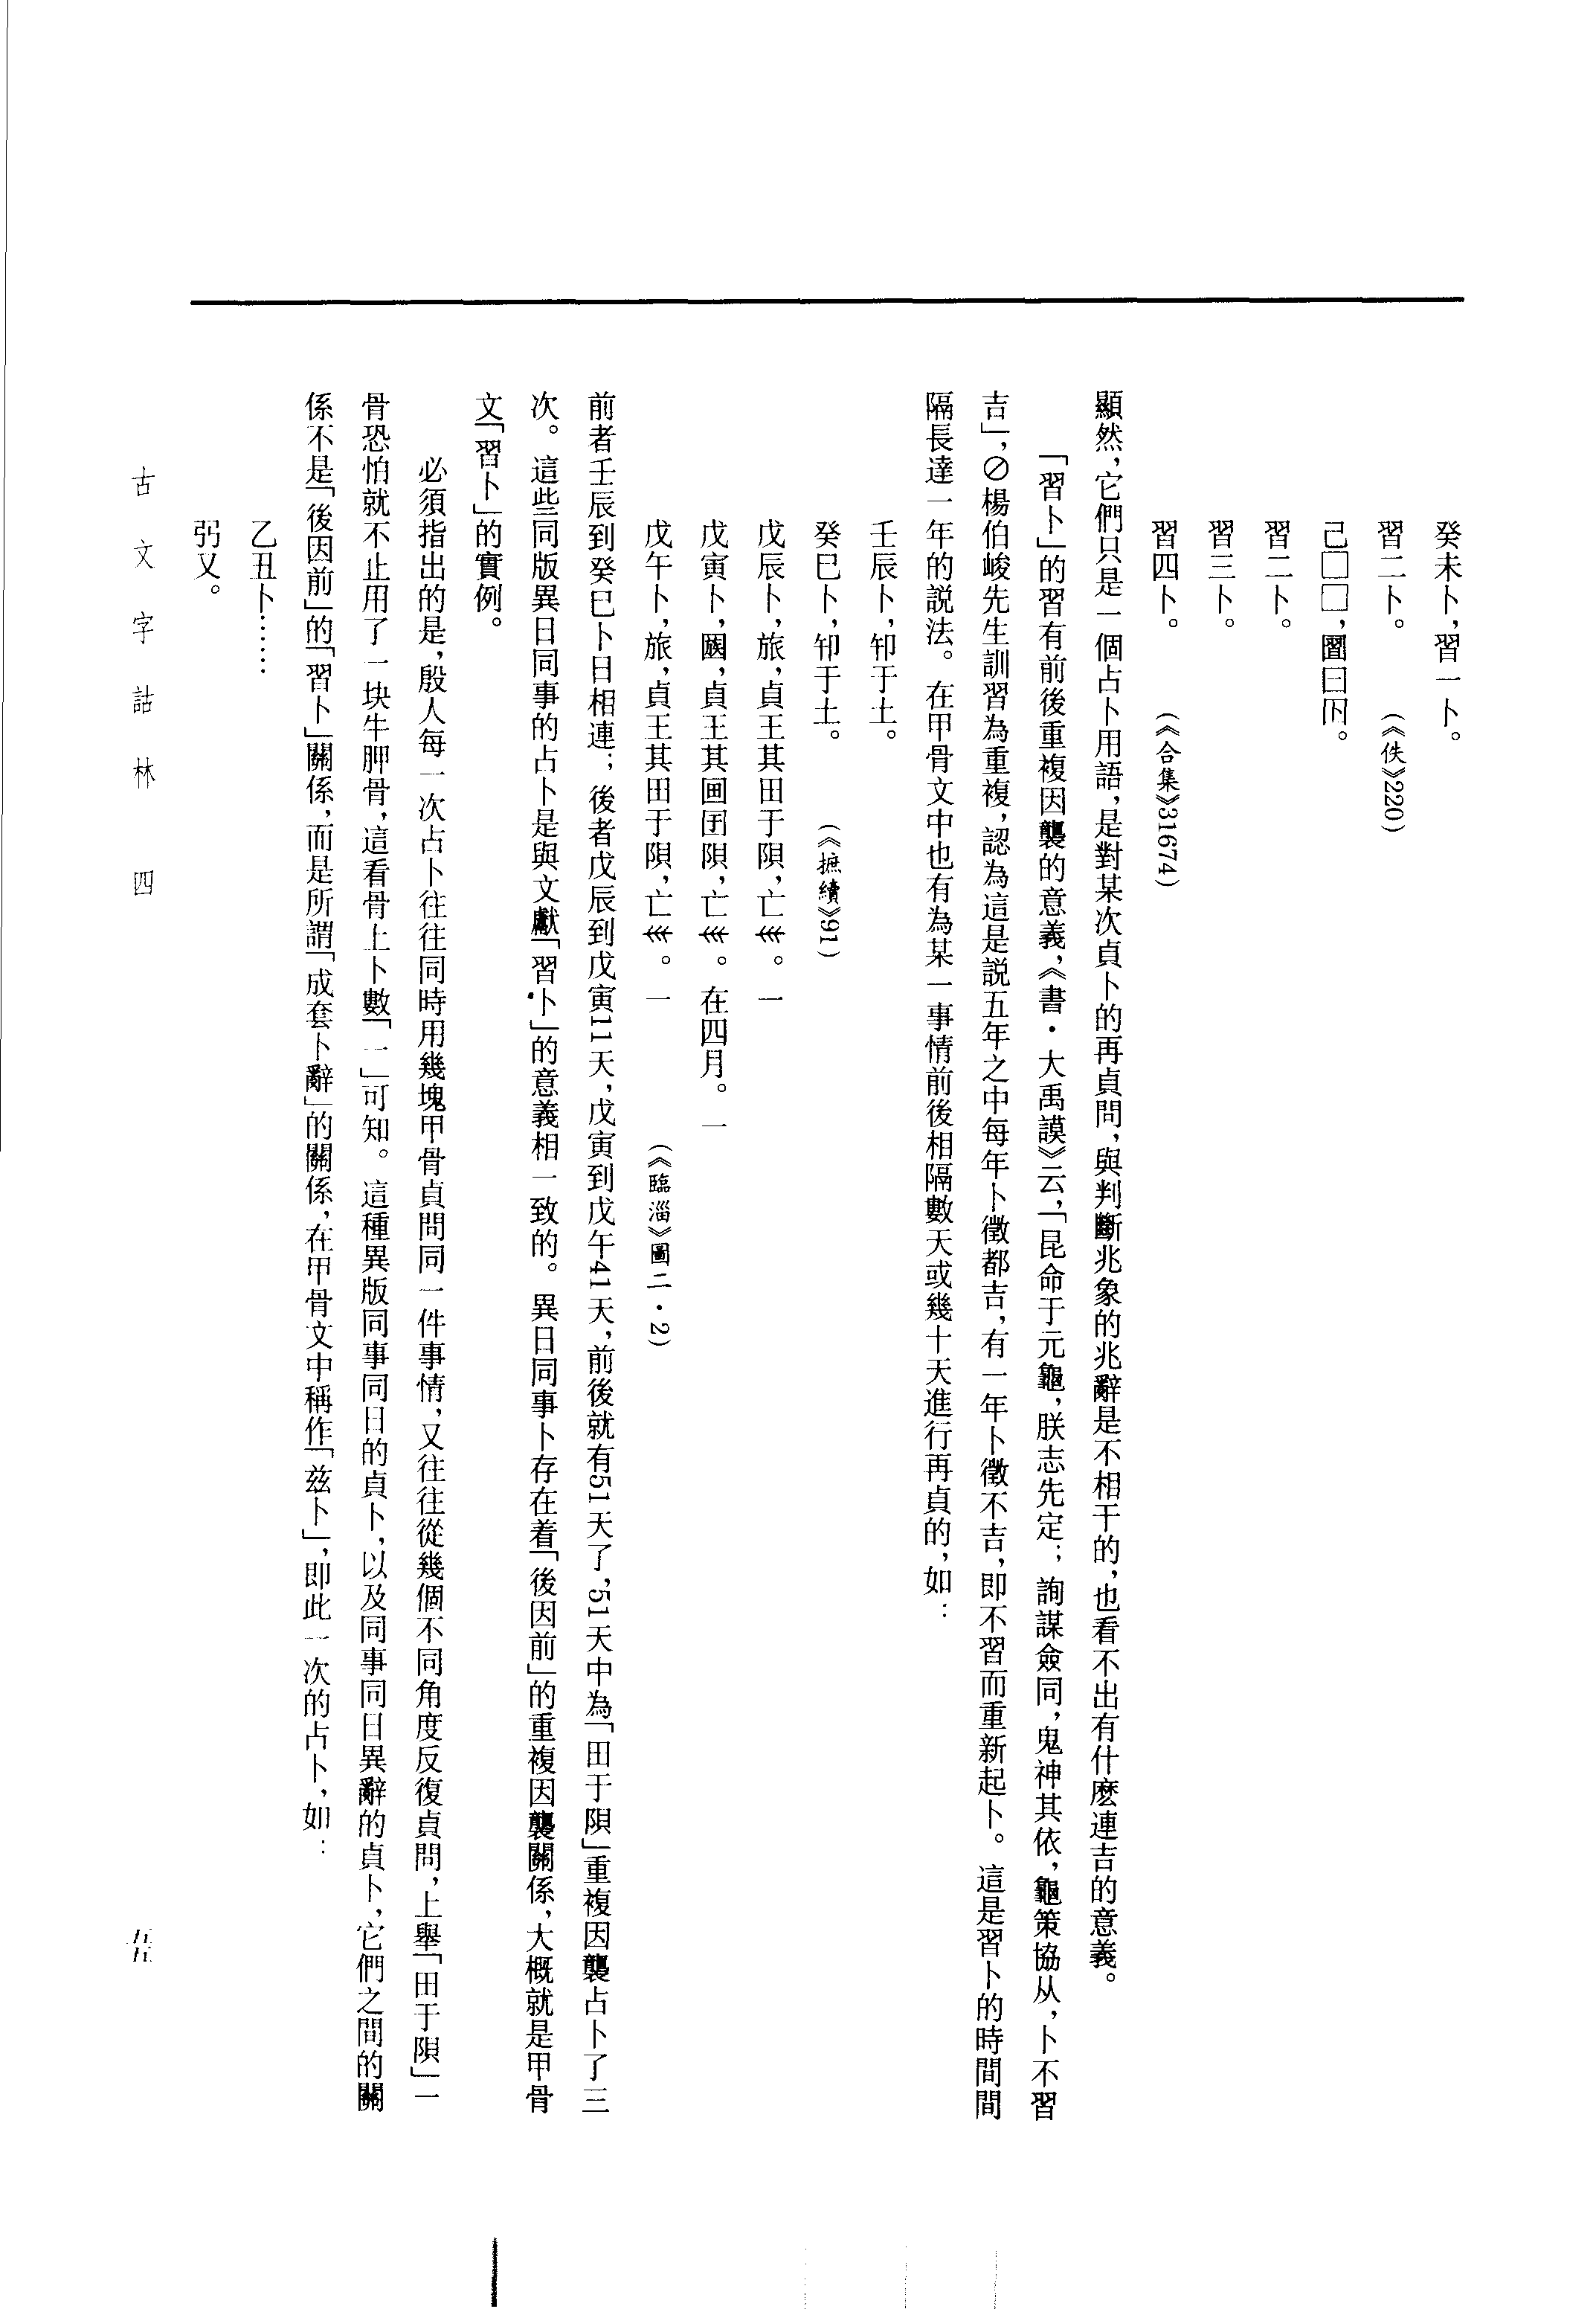 癸未卜，習一卜。
習二卜。（《佚》220）
己□□，習囗曰囗卜。
習二卜。
習三卜。
習四卜。（《合集》31674）
顯然，它們只是一個占卜用語，是對某次貞卜的再貞問，與判斷兆象的兆辭是不相干的，也看不出有什麽連吉的意義。
「習卜」的習有前後重複因襲的意義，《書·大禹謨》云，「昆命于元龜，朕志先定；詢謀僉同，鬼神其依，龜策協从，卜不習
吉」，⊘楊伯峻先生訓習為重複，認為這是説五年之中每年卜徵都吉，有一年卜徵不吉，即不習而重新起卜。這是習卜的時間間
隔長達一年的説法。在甲骨文中也有為某一事情前後相隔數天或幾十天進行再貞的，如：
壬辰卜，𢓊于土。
癸巳卜，𢓊于土。（《摭續》91）
戊辰卜，旅，貞王其田于隕，亡𡿧。一
戊寅卜，，貞王其田于隕，亡𡿧。在四月。一
戊午卜，旅，貞王其田于隕，亡𡿧。一（《臨淄》圖二·2）
前者壬辰到癸巳卜日相連；後者戊辰到戊寅11天，戊寅到戊午41天，前後就有51天了，51天中為「田于隕」重複因襲占卜了三
次。這些同版異日同事的占卜是與文獻「習卜」的意義相一致的。異日同事卜存在着「後因前」的重複因襲關係，大概就是甲骨
文「習卜」的實例。
必須指出的是，殷人每一次占卜往往同時用幾塊甲骨貞問同一件事情，又往往從幾個不同角度反復貞問，上舉「田于隕」一
骨恐怕就不止用了一块牛胛骨，這看骨上卜數「一」可知。這種異版同事同日的貞卜，以及同事同日異辭的貞卜，它們之間的關
係不是「後因前」的「習卜」關係，而是所謂「成套卜辭」的關係，在甲骨文中稱作「兹卜」，即此一次的占卜，如：
乙丑卜……
弜又。
古文字詁林 四
五五